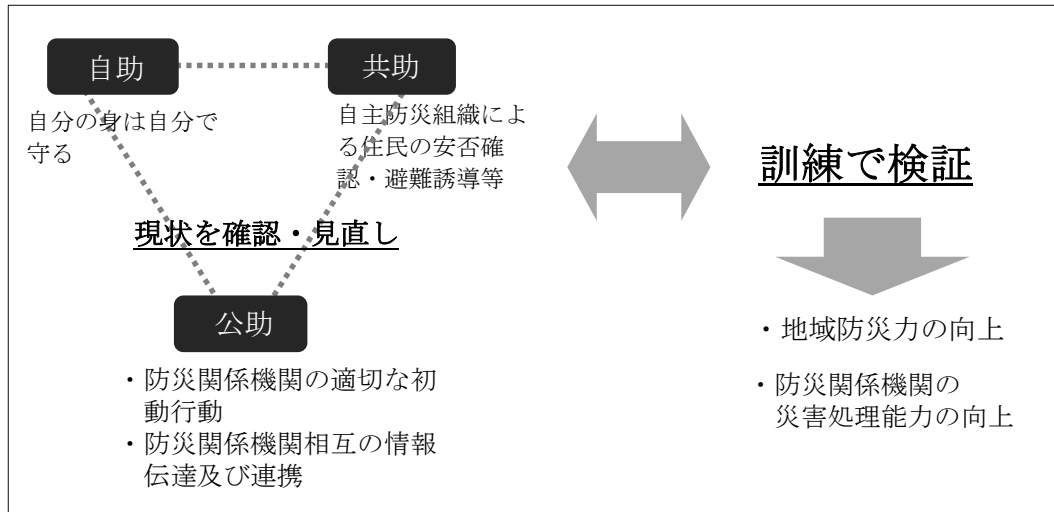 自助
自分の身は自分で
守る
共助
自主防災組織によ
る住民の安否確
認・避難誘導等
現状を確認・見直し
公助
・防災関係機関の適切な初
動行動
・防災関係機関相互の情報
伝達及び連携
訓練で検証
・地域防災力の向上
・防災関係機関の
災害処理能力の向上